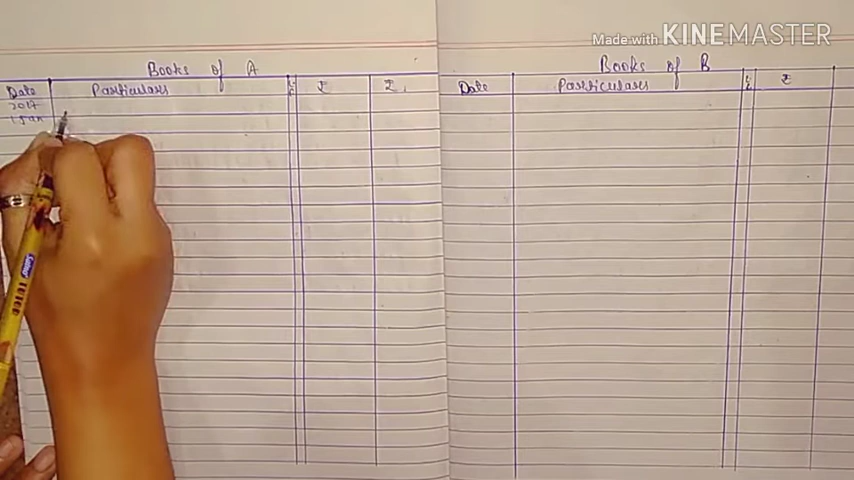 Made with KINEMASTER
Books of A
Date Particulars L.F. ₹ ₹
2017
1 Jan
Books of B
Date Particulars L.F. ₹